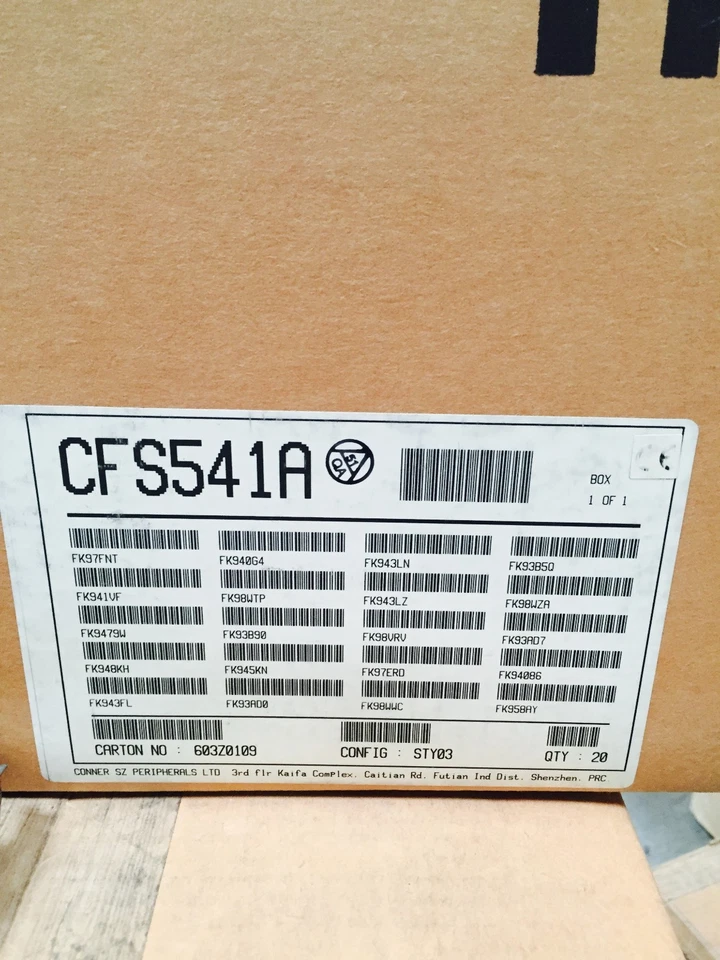 CFS541A
BOX
1 OF 1
FK97FNT FK940G4 FK943LN FK93B5Q
FK941VF FK98WTP FK943LZ FK98WZA
FK9479W FK93B90 FK98VRV FK93AD7
FK948KH FK945KN FK97ERD FK94086
FK943FL FK93AD0 FK98WWC FK958AY
CARTON NO : 603Z0109 CONFIG : STY03 QTY : 20
CONNER SZ PERIPHERALS LTD 3rd flr Kaifa Complex. Caitian Rd. Futian Ind Dist. Shenzhen. PRC